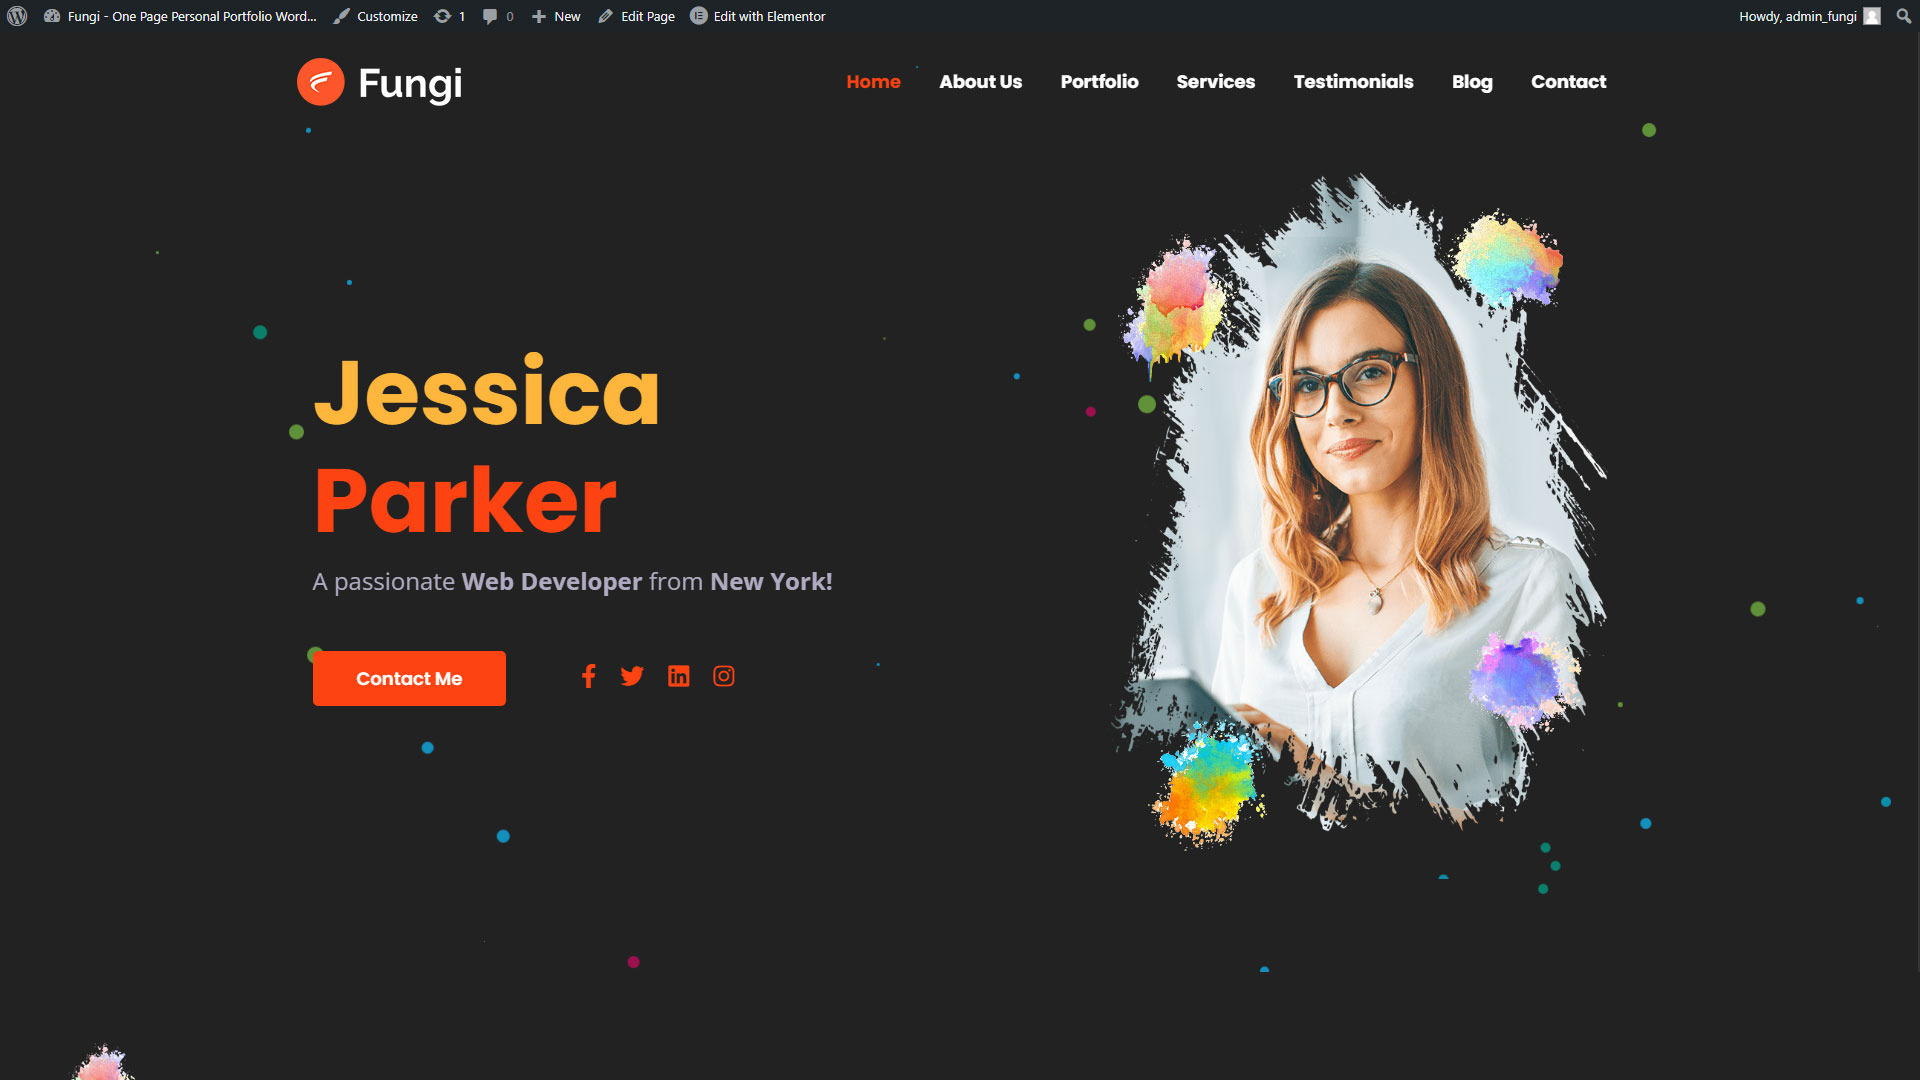 Fungi - One Page Personal Portfolio Word... Customize 1 0 New Edit Page Edit with Elementor Howdy, admin_fungi
Fungi Home About Us Portfolio Services Testimonials Blog Contact
Jessica
Parker
A passionate Web Developer from New York!
Contact Me